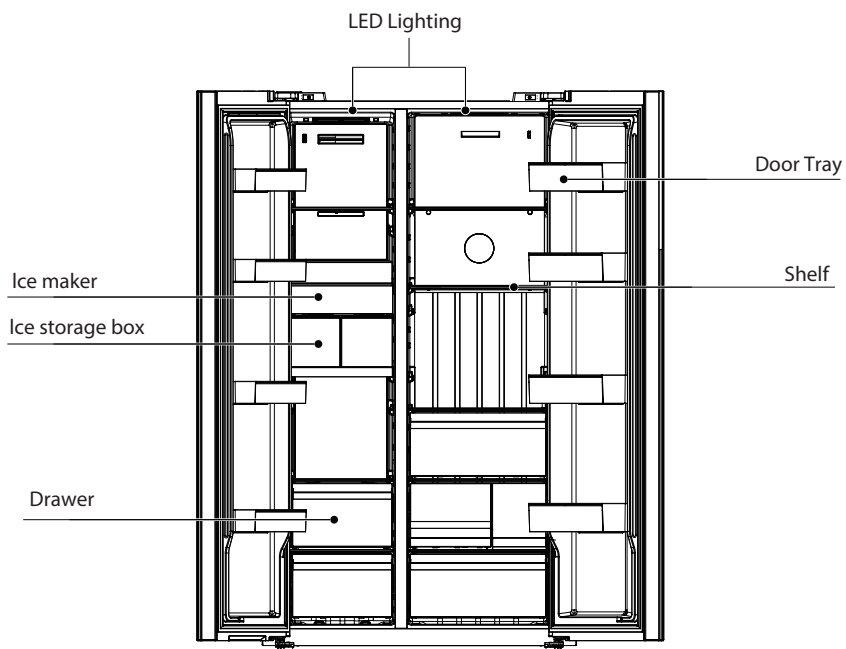 LED Lighting
Door Tray
Ice maker
Shelf
Ice storage box
Drawer